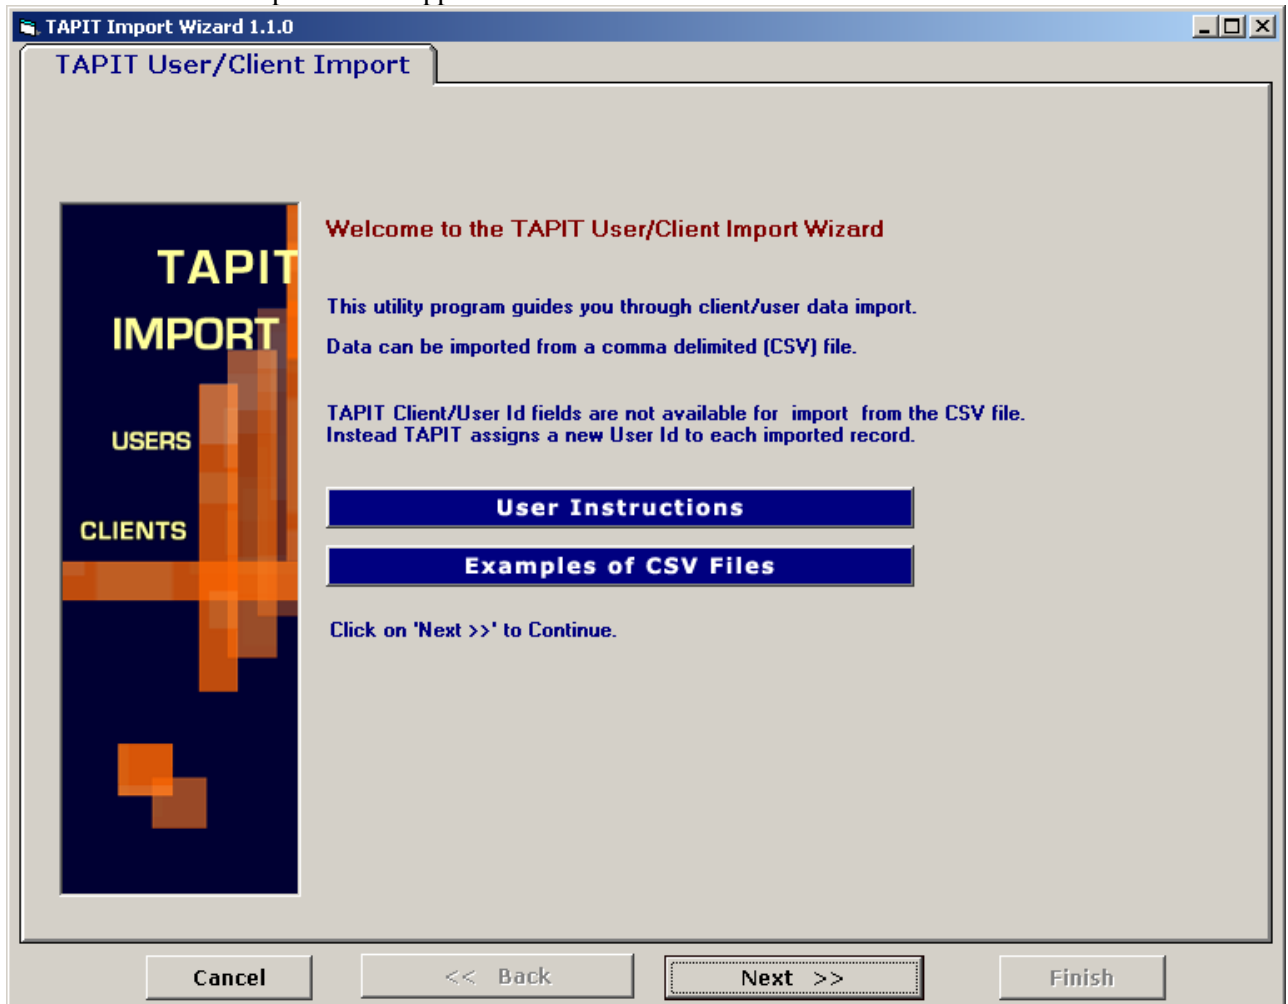 TAPIT Import Wizard 1.1.0
TAPIT User/Client Import
TAPIT
IMPORT
USERS
CLIENTS
Welcome to the TAPIT User/Client Import Wizard
This utility program guides you through client/user data import.
Data can be imported from a comma delimited (CSV) file.
TAPIT Client/User Id fields are not available for import from the CSV file.
Instead TAPIT assigns a new User Id to each imported record.
User Instructions
Examples of CSV Files
Click on 'Next >>' to Continue.
Cancel
<< Back
Next >>
Finish